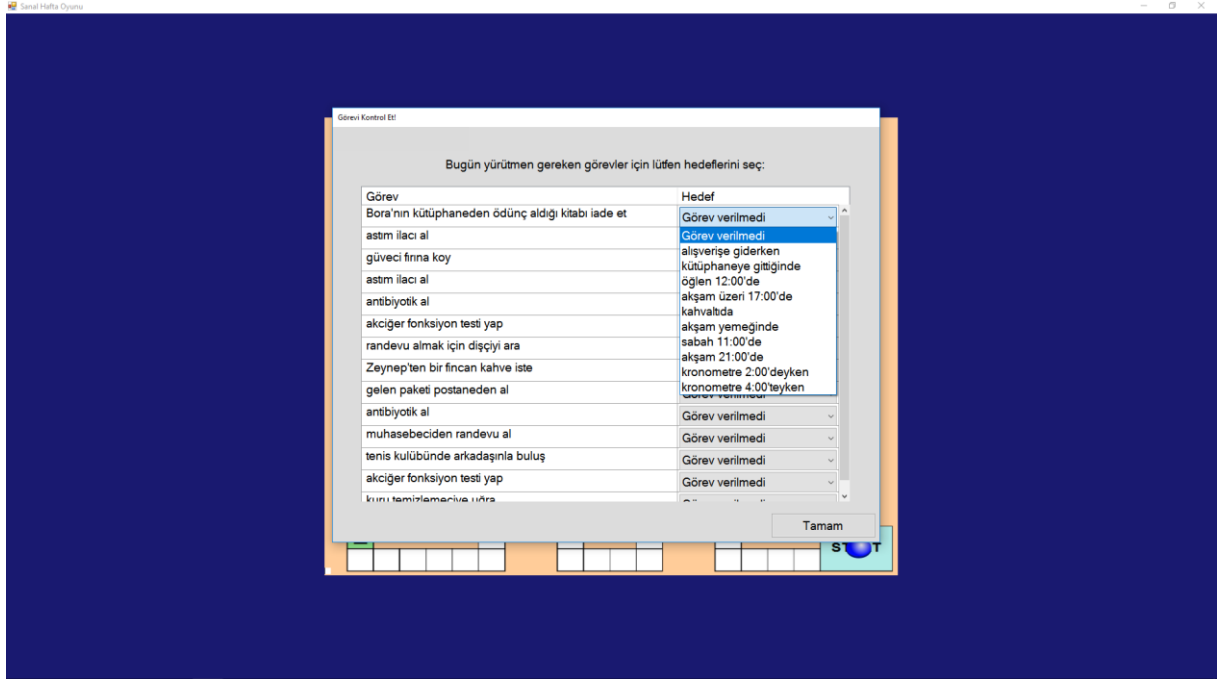 Sanal Hafta Oyunu
Görevi Kontrol Et!
Bugün yürütmen gereken görevler için lütfen hedeflerini seç:
Görev Hedef
Bora'nın kütüphaneden ödünç aldığı kitabı iade et Görev verilmedi
astım ilacı al Görev verilmedi
alışverişe giderken
güveci fırına koy kütüphaneye gittiğinde
astım ilacı al öğlen 12:00'de
antibiyotik al akşam üzeri 17:00'de
kahvaltıda
akciğer fonksiyon testi yap akşam yemeğinde
randevu almak için dişçiyi ara sabah 11:00'de
akşam 21:00'de
Zeynep'ten bir fincan kahve iste kronometre 2:00'deyken
gelen paketi postaneden al kronometre 4:00'teyken
antibiyotik al Görev verilmedi
muhasebeciden randevu al Görev verilmedi
tenis kulübünde arkadaşınla buluş Görev verilmedi
akciğer fonksiyon testi yap Görev verilmedi
kuru temizlemeciye uğra
Tamam